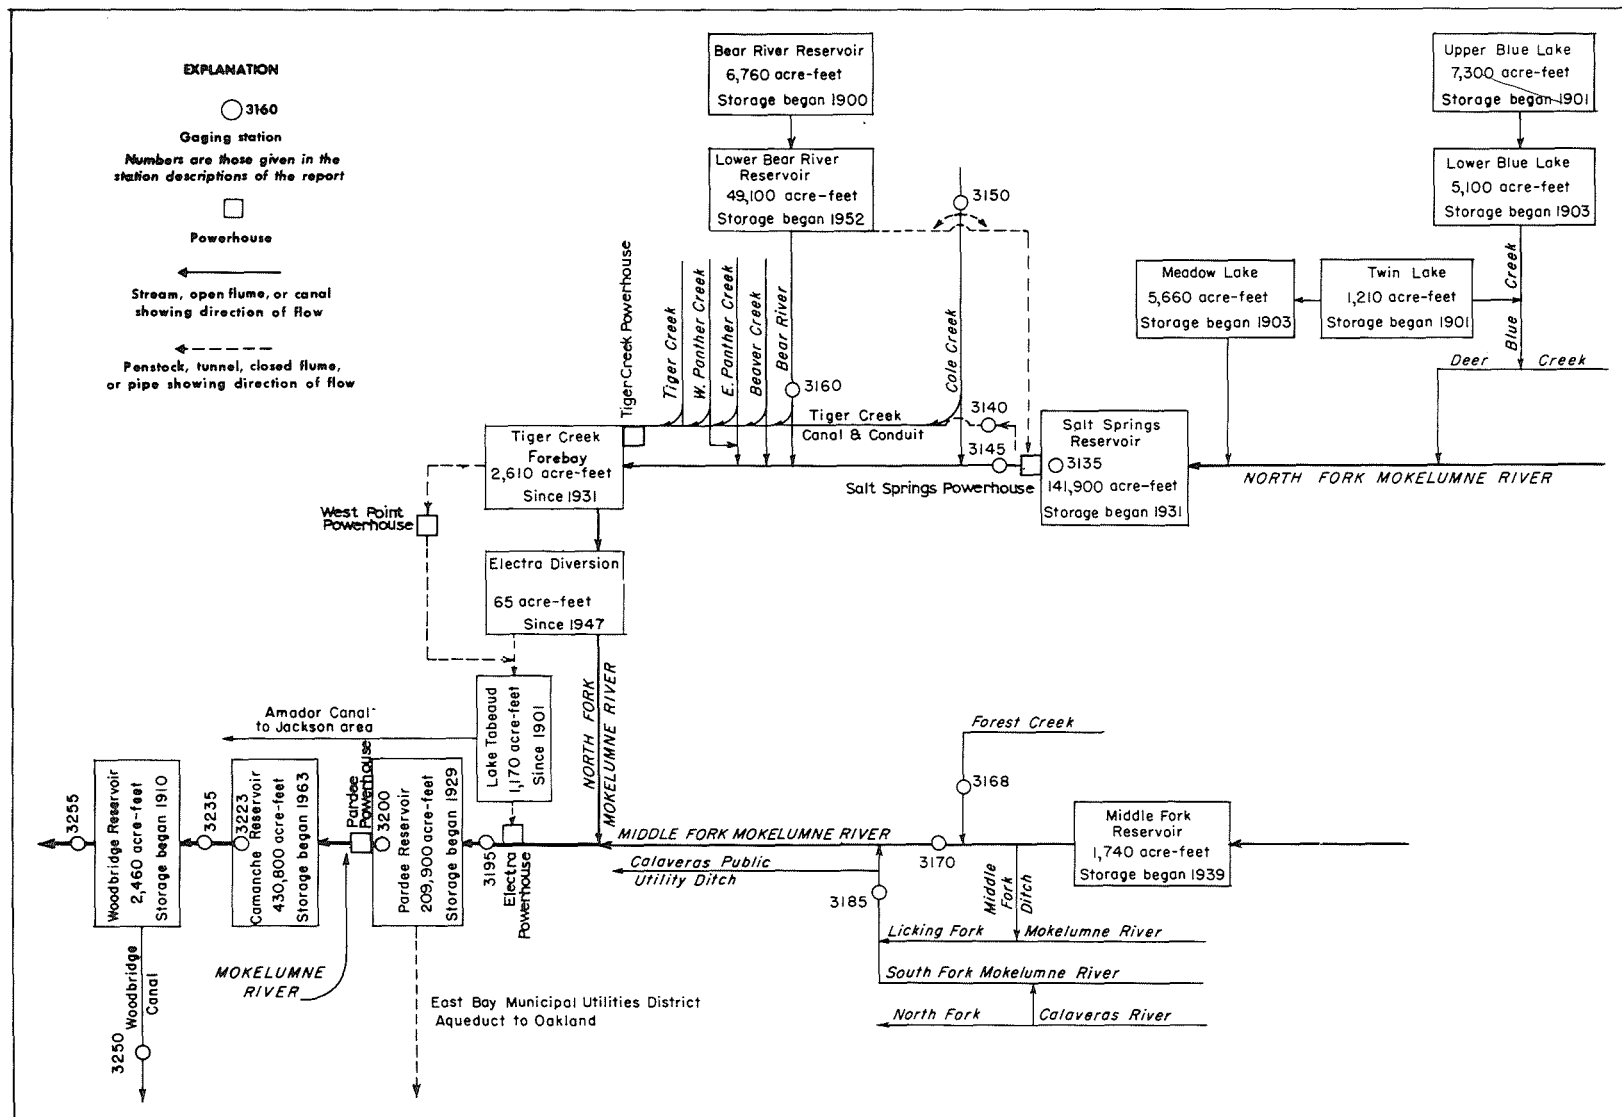 EXPLANATION
3160
Gaging station
Numbers are those given in the
station descriptions of the report
Powerhouse
Stream, open flume, or canal
showing direction of flow
Penstock, tunnel, closed flume,
or pipe showing direction of flow
Bear River Reservoir
6,760 acre-feet
Storage began 1900
Upper Blue Lake
7,300 acre-feet
Storage began 1901
Lower Bear River
Reservoir
49,100 acre-feet
Storage began 1952
Lower Blue Lake
5,100 acre-feet
Storage began 1903
3150
Meadow Lake
5,660 acre-feet
Storage began 1903
Twin Lake
1,210 acre-feet
Storage began 1901
Blue Creek
Deer Creek
Tiger Creek Powerhouse
Tiger Creek
W. Panther Creek
E. Panther Creek
Beaver Creek
Bear River
3160
Cole Creek
Tiger Creek
Canal & Conduit
3140
3145
Salt Springs Powerhouse
Salt Springs
Reservoir
3135
141,900 acre-feet
Storage began 1931
NORTH FORK MOKELUMNE RIVER
Tiger Creek
Forebay
2,610 acre-feet
Since 1931
West Point
Powerhouse
Electra Diversion
65 acre-feet
Since 1947
NORTH FORK
MOKELUMNE RIVER
Amador Canal
to Jackson area
Lake Tabeaud
1,170 acre-feet
Since 1901
Forest Creek
3168
Middle Fork
Reservoir
1,740 acre-feet
Storage began 1939
MIDDLE FORK MOKELUMNE RIVER
3170
Calaveras Public
Utility Ditch
Middle
Fork
Ditch
3185
Licking Fork Mokelumne River
South Fork Mokelumne River
North Fork Calaveras River
3255
Woodbridge Reservoir
2,460 acre-feet
Storage began 1910
3235
3223
Camanche Reservoir
430,800 acre-feet
Storage began 1963
Pardee
Powerhouse
3200
Pardee Reservoir
209,900 acre-feet
Storage began 1929
3195
Electra
Powerhouse
MOKELUMNE
RIVER
Woodbridge
Canal
3250
East Bay Municipal Utilities District
Aqueduct to Oakland